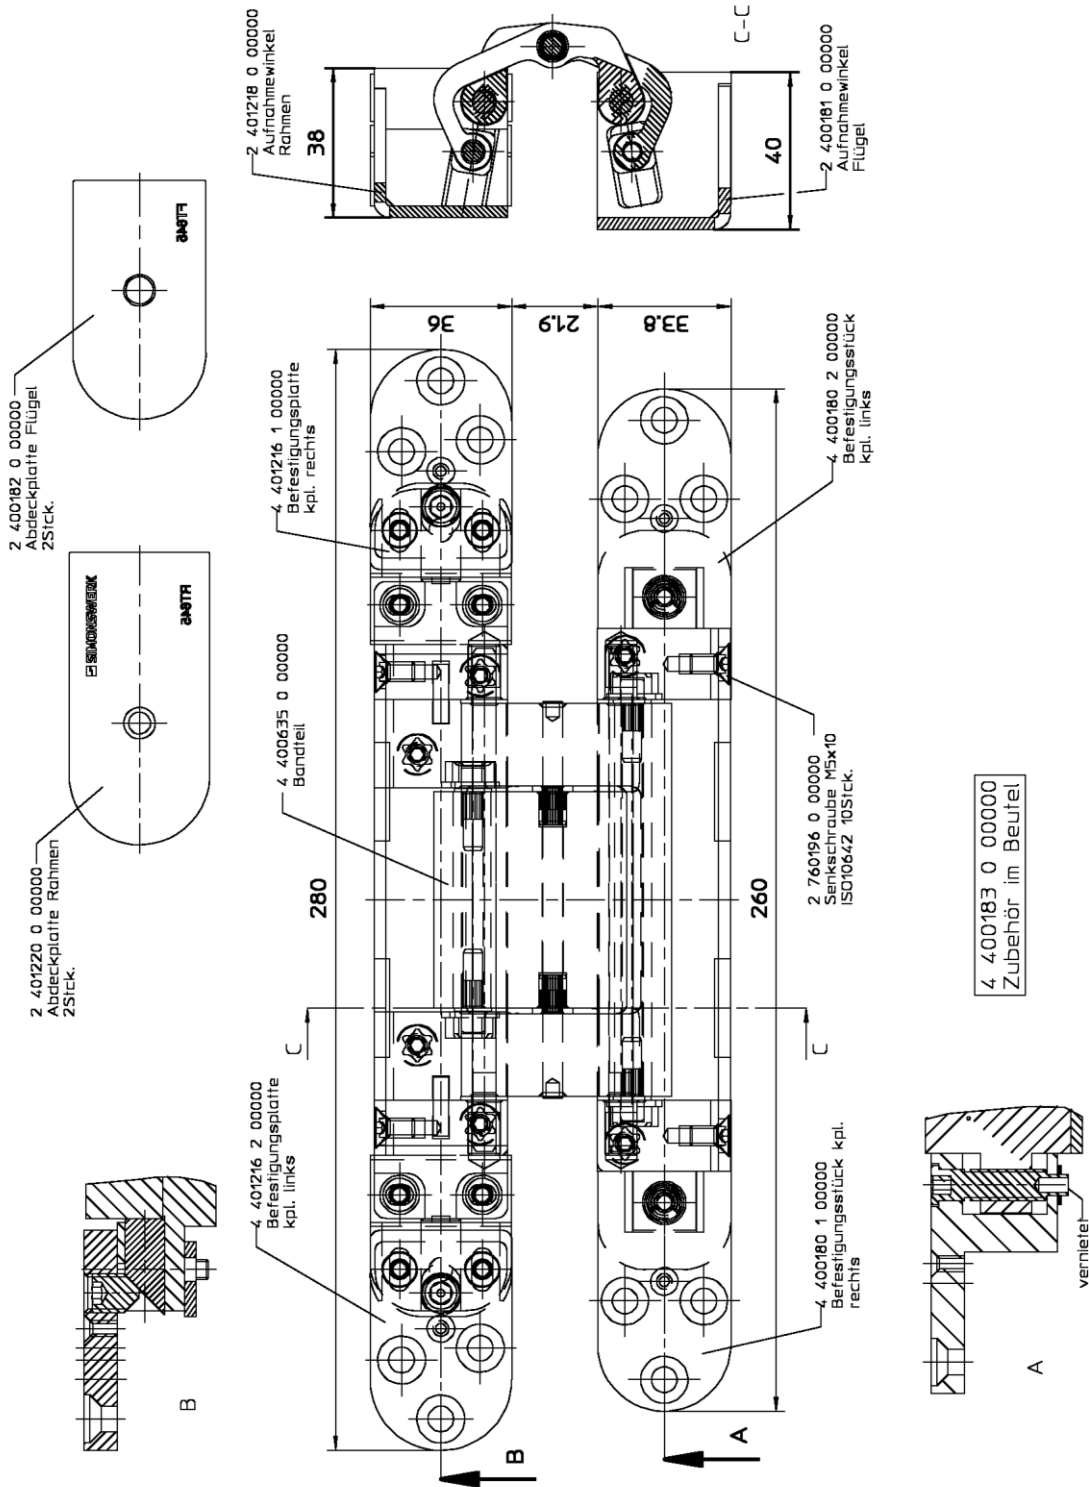 2 401220 0 00000
Abdeckplatte Rahmen
2Stck.
SIMONSWERK
RT845
2 400182 0 00000
Abdeckplatte Flügel
2Stck.
FT845
2 401218 0 00000
Aufnahmewinkel
Rahmen
38
C-C
40
2 400181 0 00000
Aufnahmewinkel
Flügel
B
4 401216 2 00000
Befestigungsplatte
kpl. links
280
4 400635 0 00000
Bandteil
4 401216 1 00000
Befestigungsplatte
kpl. rechts
36
21.9
33.8
C
C
B
A
260
4 400180 1 00000
Befestigungsstück kpl.
rechts
2 760196 0 00000
Senkschraube M5x10
ISO10642 10Stck.
4 400180 2 00000
Befestigungsstück
kpl. links
A
vernietet
4 400183 0 00000
Zubehör im Beutel